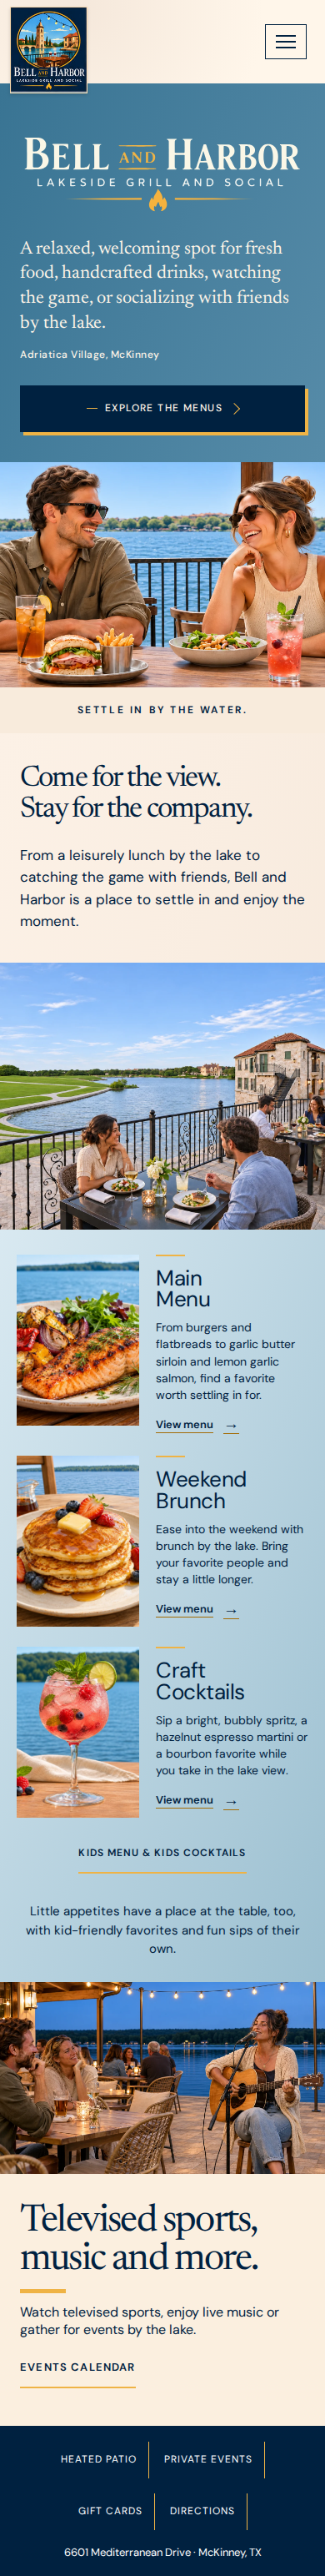 BELL AND HARBOR
LAKESIDE GRILL AND SOCIAL
BELL AND HARBOR
LAKESIDE GRILL AND SOCIAL
A relaxed, welcoming spot for fresh
food, handcrafted drinks, watching
the game, or socializing with friends
by the lake.
Adriatica Village, McKinney
EXPLORE THE MENUS
SETTLE IN BY THE WATER.
Come for the view.
Stay for the company.
From a leisurely lunch by the lake to
catching the game with friends, Bell and
Harbor is a place to settle in and enjoy the
moment.
Main
Menu
From burgers and
flatbreads to garlic butter
sirloin and lemon garlic
salmon, find a favorite
worth settling in for.
View menu →
Weekend
Brunch
Ease into the weekend with
brunch by the lake. Bring
your favorite people and
stay a little longer.
View menu →
Craft
Cocktails
Sip a bright, bubbly spritz, a
hazelnut espresso martini or
a bourbon favorite while
you take in the lake view.
View menu →
KIDS MENU & KIDS COCKTAILS
Little appetites have a place at the table, too,
with kid-friendly favorites and fun sips of their
own.
Televised sports,
music and more.
Watch televised sports, enjoy live music or
gather for events by the lake.
EVENTS CALENDAR
HEATED PATIO
PRIVATE EVENTS
GIFT CARDS
DIRECTIONS
6601 Mediterranean Drive · McKinney, TX